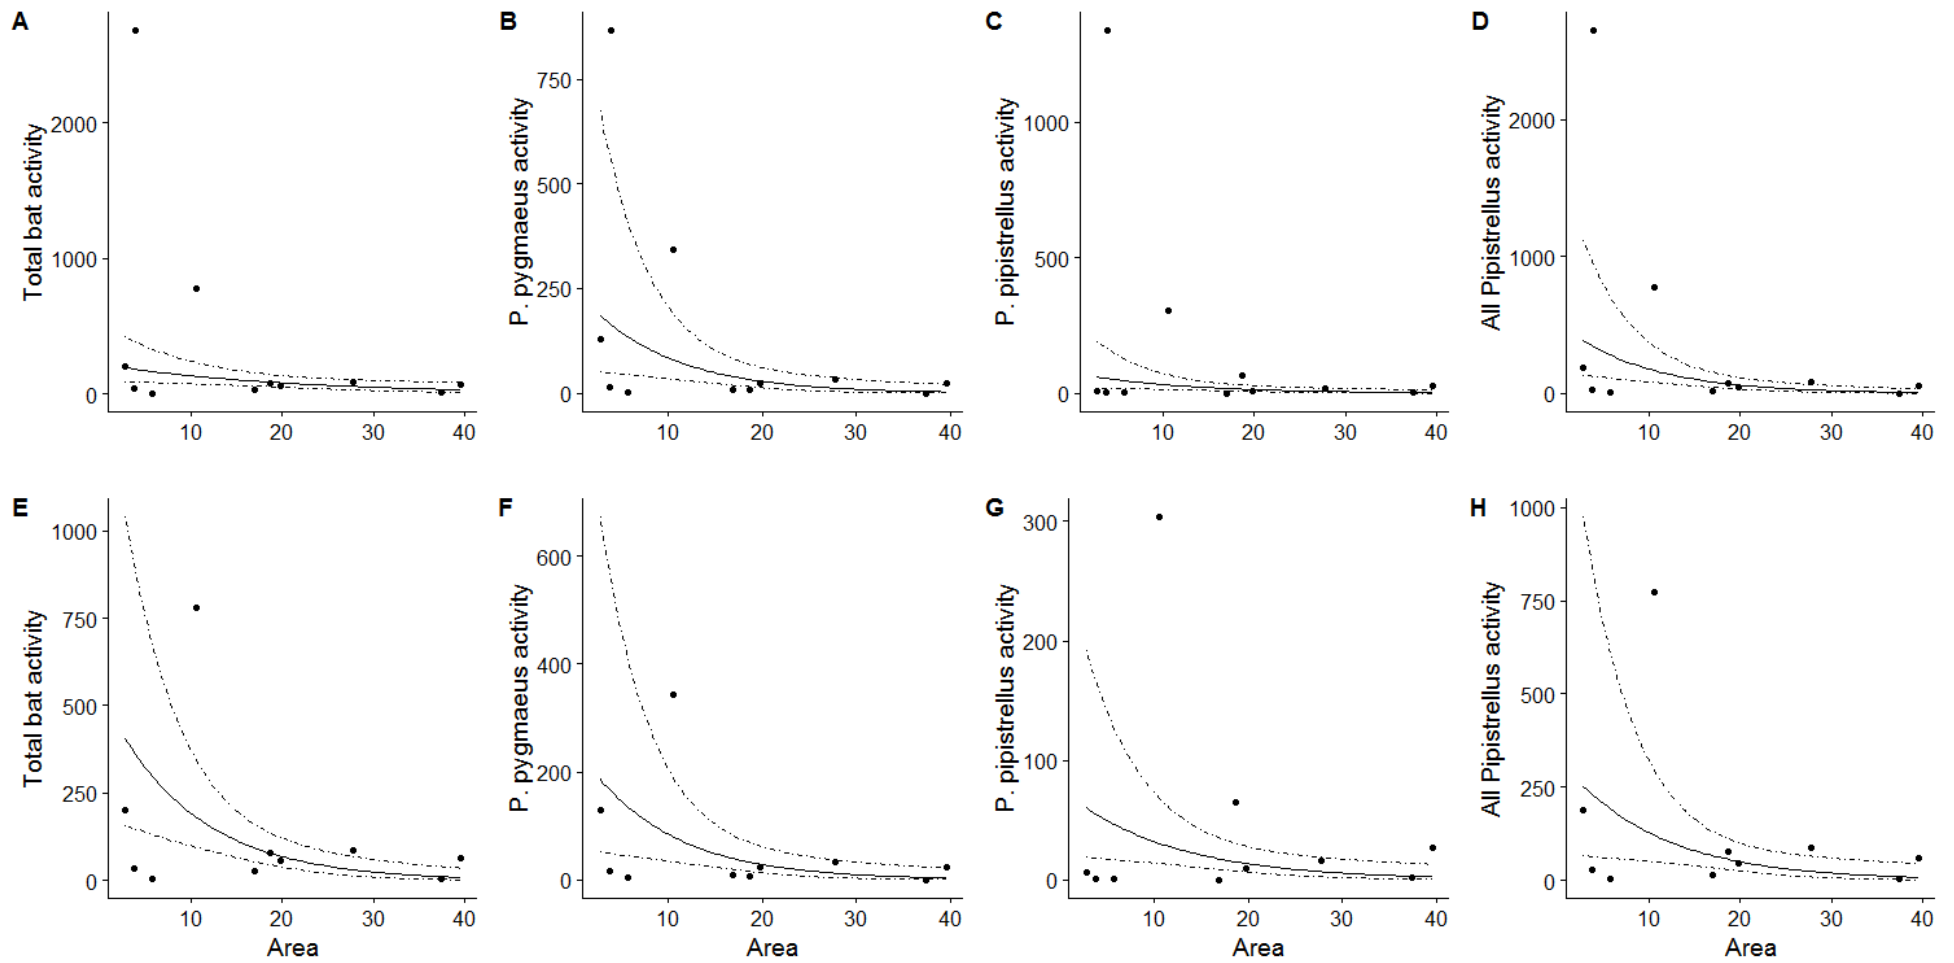 A
Total bat activity
2000
1000
0
10 20 30 40
B
P. pygmaeus activity
750
500
250
0
10 20 30 40
C
P. pipistrellus activity
1000
500
0
10 20 30 40
D
All Pipistrellus activity
2000
1000
0
10 20 30 40
E
Total bat activity
1000
750
500
250
0
10 20 30 40
Area
F
P. pygmaeus activity
600
400
200
0
10 20 30 40
Area
G
P. pipistrellus activity
300
200
100
0
10 20 30 40
Area
H
All Pipistrellus activity
1000
750
500
250
0
10 20 30 40
Area